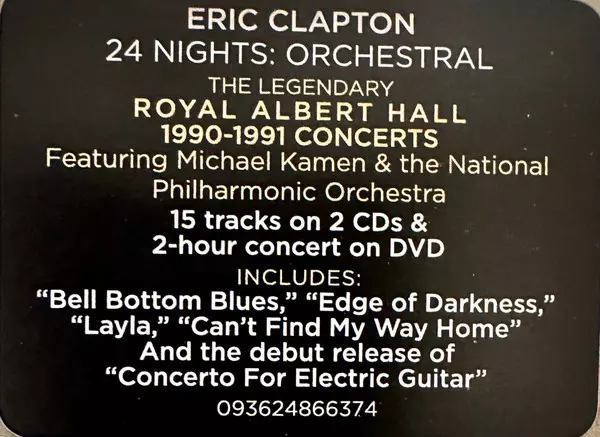 ERIC CLAPTON
24 NIGHTS: ORCHESTRAL
THE LEGENDARY
ROYAL ALBERT HALL
1990-1991 CONCERTS
Featuring Michael Kamen & the National
Philharmonic Orchestra
15 tracks on 2 CDs &
2-hour concert on DVD
INCLUDES:
“Bell Bottom Blues,” “Edge of Darkness,”
“Layla,” “Can’t Find My Way Home”
And the debut release of
“Concerto For Electric Guitar”
093624866374